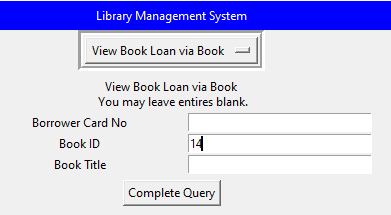 Library Management System
View Book Loan via Book
View Book Loan via Book
You may leave entires blank.
Borrower Card No
Book ID 14
Book Title
Complete Query